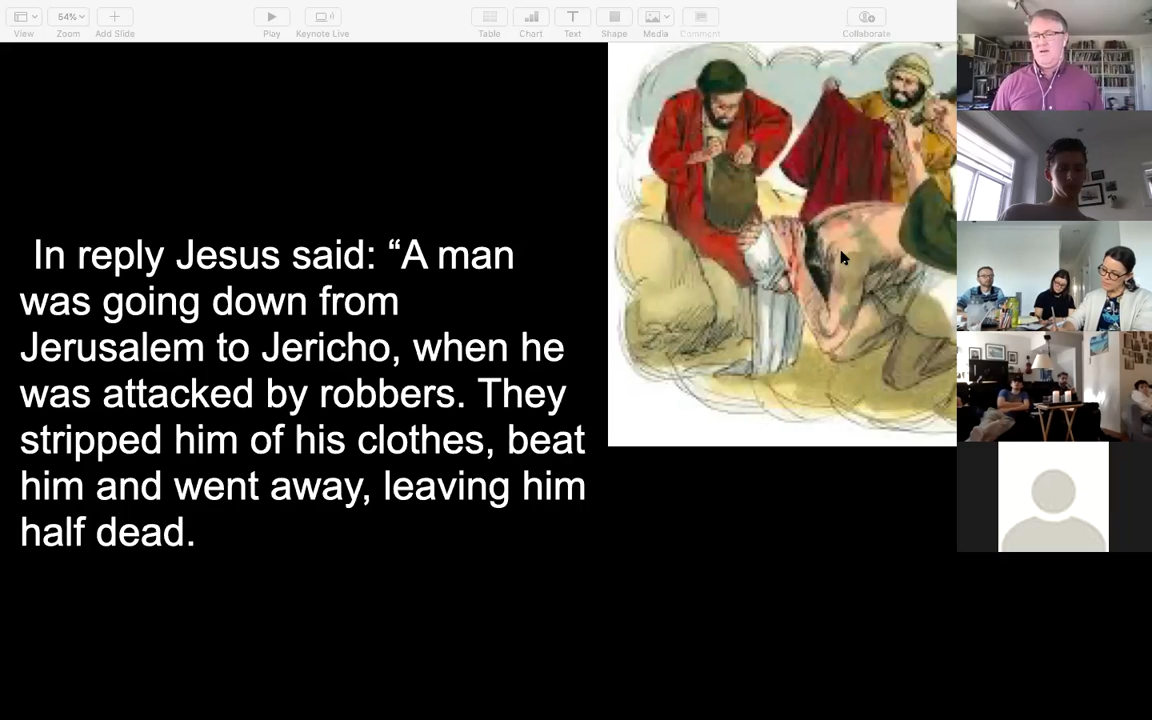 54%
View
Zoom
Add Slide
Play
Keynote Live
Table
Chart
Text
Shape
Media
Comment
Collaborate
In reply Jesus said: “A man
was going down from
Jerusalem to Jericho, when he
was attacked by robbers. They
stripped him of his clothes, beat
him and went away, leaving him
half dead.